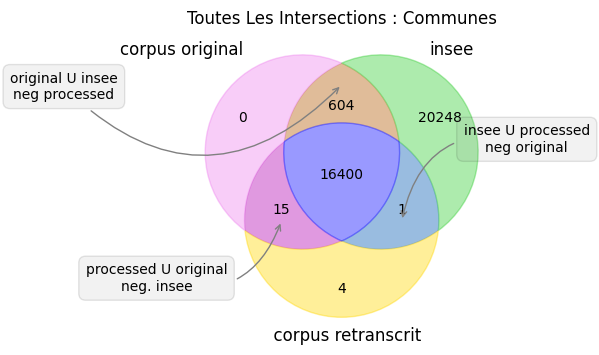 Toutes Les Intersections : Communes
corpus original
insee
original U insee
neg processed
604
0
20248
insee U processed
neg original
16400
15
1
processed U original
neg. insee
4
corpus retranscrit